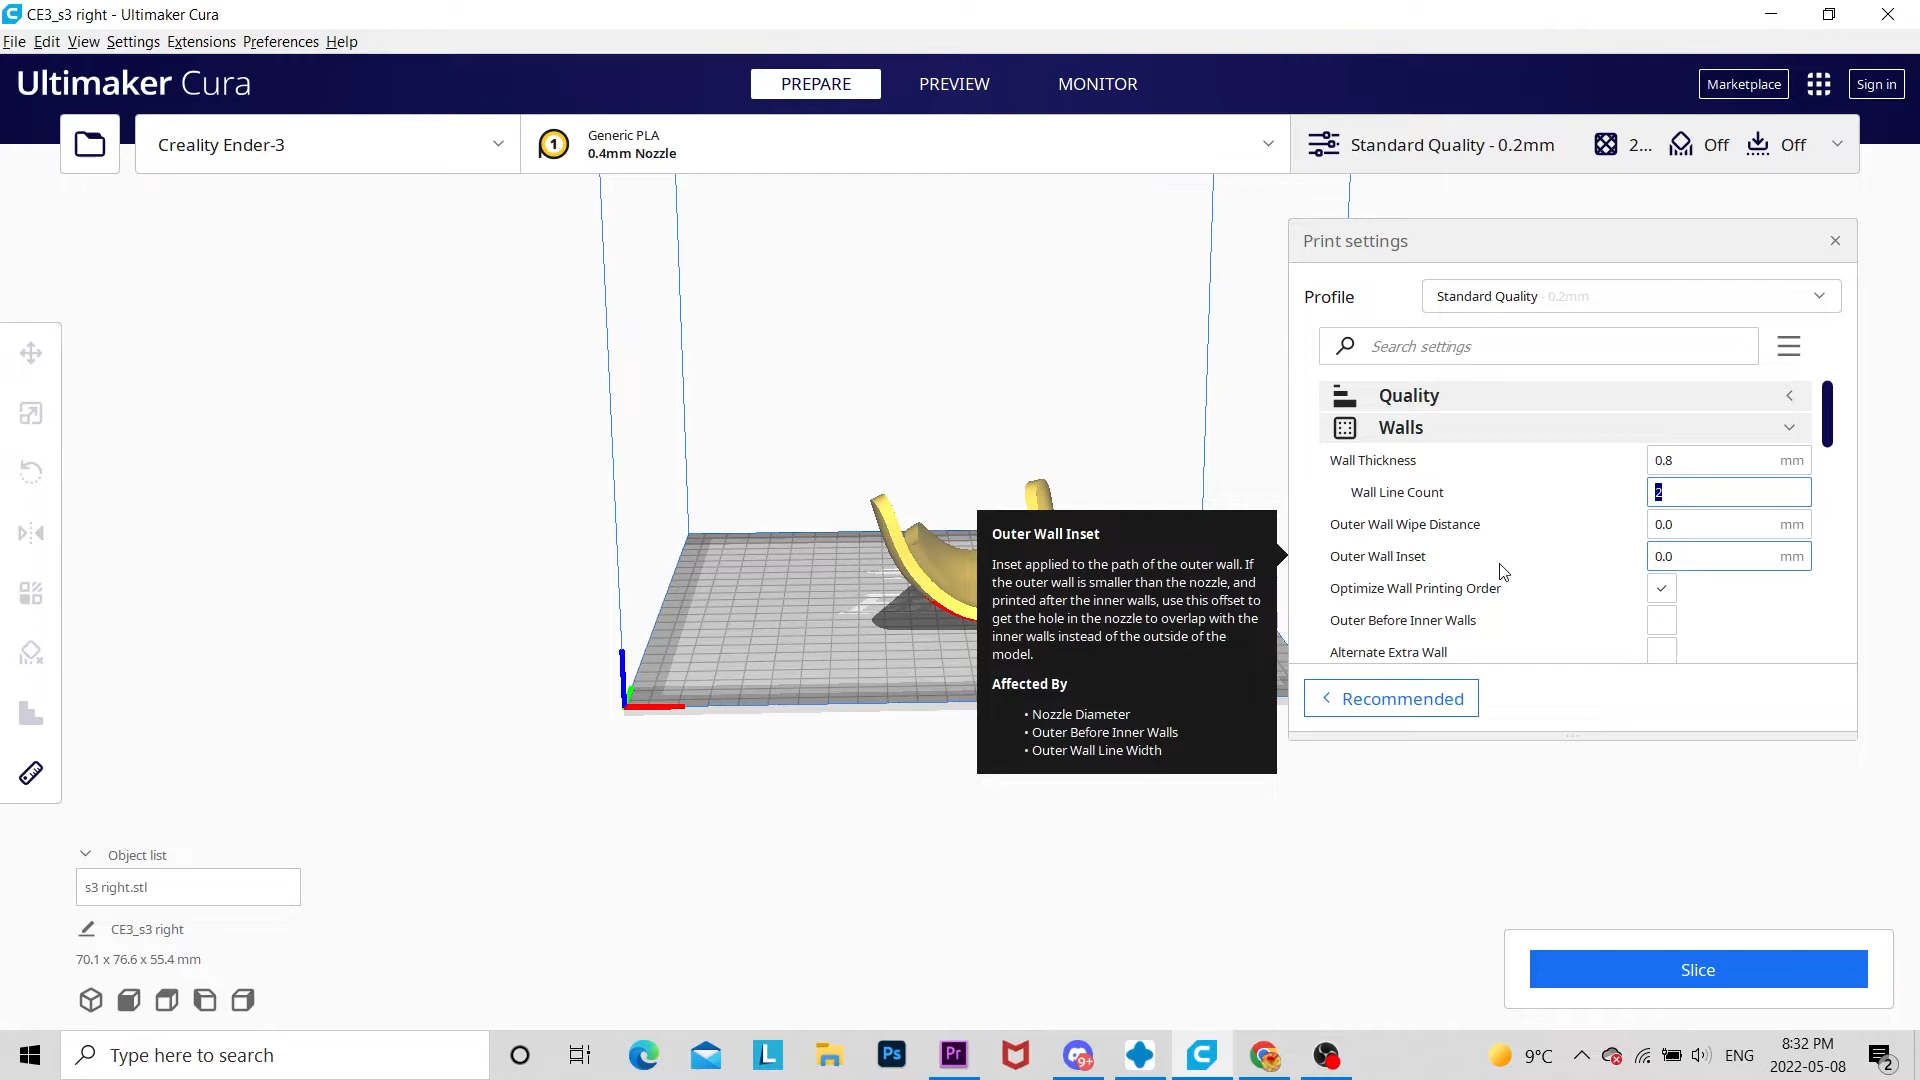 CE3_s3 right - Ultimaker Cura
File Edit View Settings Extensions Preferences Help
Ultimaker Cura
PREPARE
PREVIEW
MONITOR
Marketplace
Sign in
Creality Ender-3
1
Generic PLA
0.4mm Nozzle
Standard Quality - 0.2mm
2...
Off
Off
Print settings
Profile
Standard Quality - 0.2mm
Search settings
Quality
Walls
Wall Thickness
0.8 mm
Wall Line Count
2
Outer Wall Wipe Distance
0.0 mm
Outer Wall Inset
0.0 mm
Optimize Wall Printing Order
Outer Before Inner Walls
Alternate Extra Wall
Recommended
Outer Wall Inset
Inset applied to the path of the outer wall. If
the outer wall is smaller than the nozzle, and
printed after the inner walls, use this offset to
get the hole in the nozzle to overlap with the
inner walls instead of the outside of the
model.
Affected By
• Nozzle Diameter
• Outer Before Inner Walls
• Outer Wall Line Width
Object list
s3 right.stl
CE3_s3 right
70.1 x 76.6 x 55.4 mm
Slice
Type here to search
L
Ps
Pr
9+
9°C
ENG
8:32 PM
2022-05-08
2